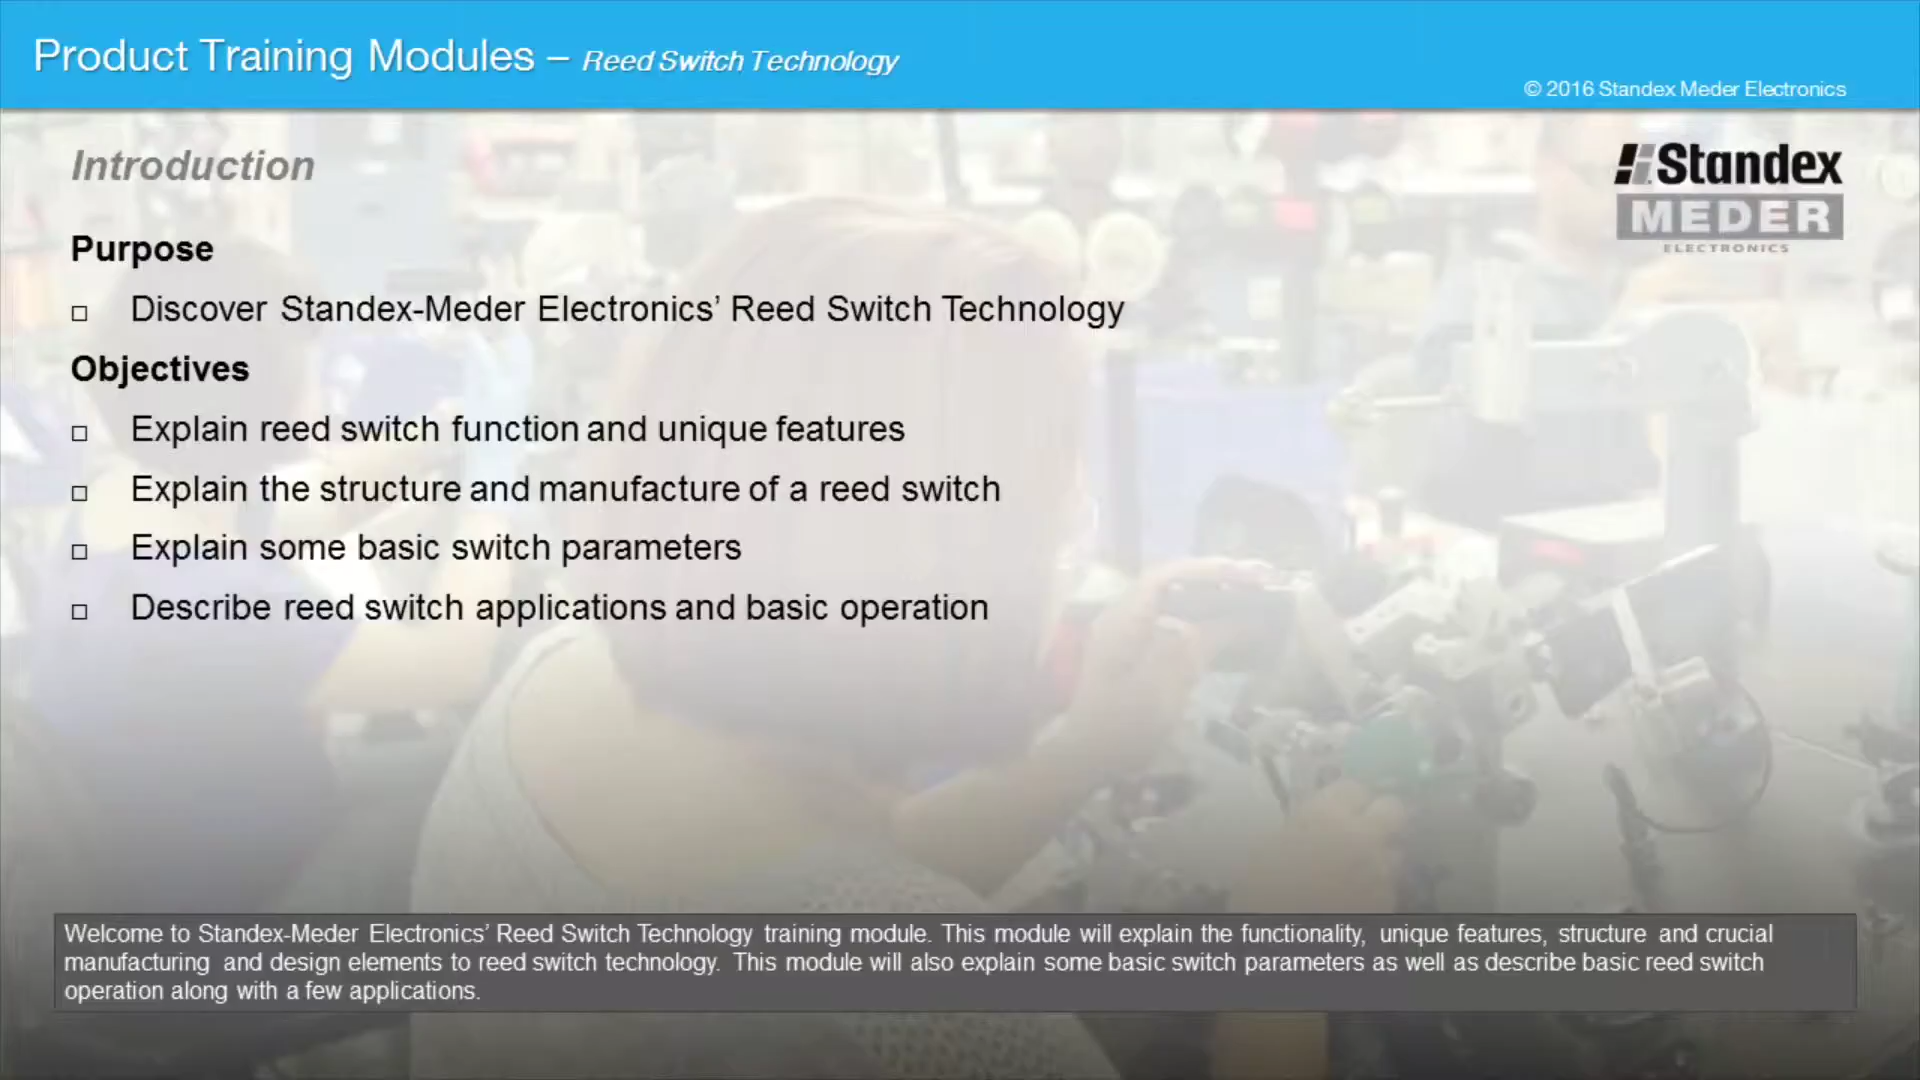 Product Training Modules – Reed Switch Technology
© 2016 Standex Meder Electronics
Introduction
Standex
MEDER
ELECTRONICS
Purpose
Discover Standex-Meder Electronics’ Reed Switch Technology
Objectives
Explain reed switch function and unique features
Explain the structure and manufacture of a reed switch
Explain some basic switch parameters
Describe reed switch applications and basic operation
Welcome to Standex-Meder Electronics’ Reed Switch Technology training module. This module will explain the functionality, unique features, structure and crucial
manufacturing and design elements to reed switch technology. This module will also explain some basic switch parameters as well as describe basic reed switch
operation along with a few applications.